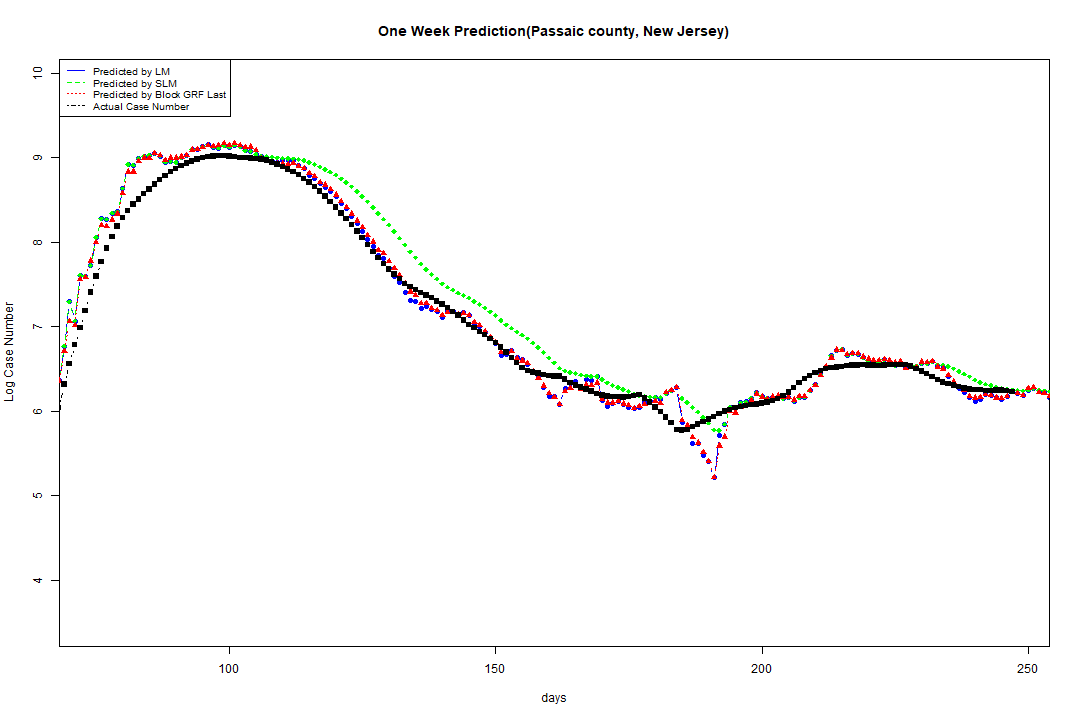 One Week Prediction(Passaic county, New Jersey)
Predicted by LM
Predicted by SLM
Predicted by Block GRF Last
Actual Case Number
10
9
8
7
6
5
4
Log Case Number
100 150 200 250
days